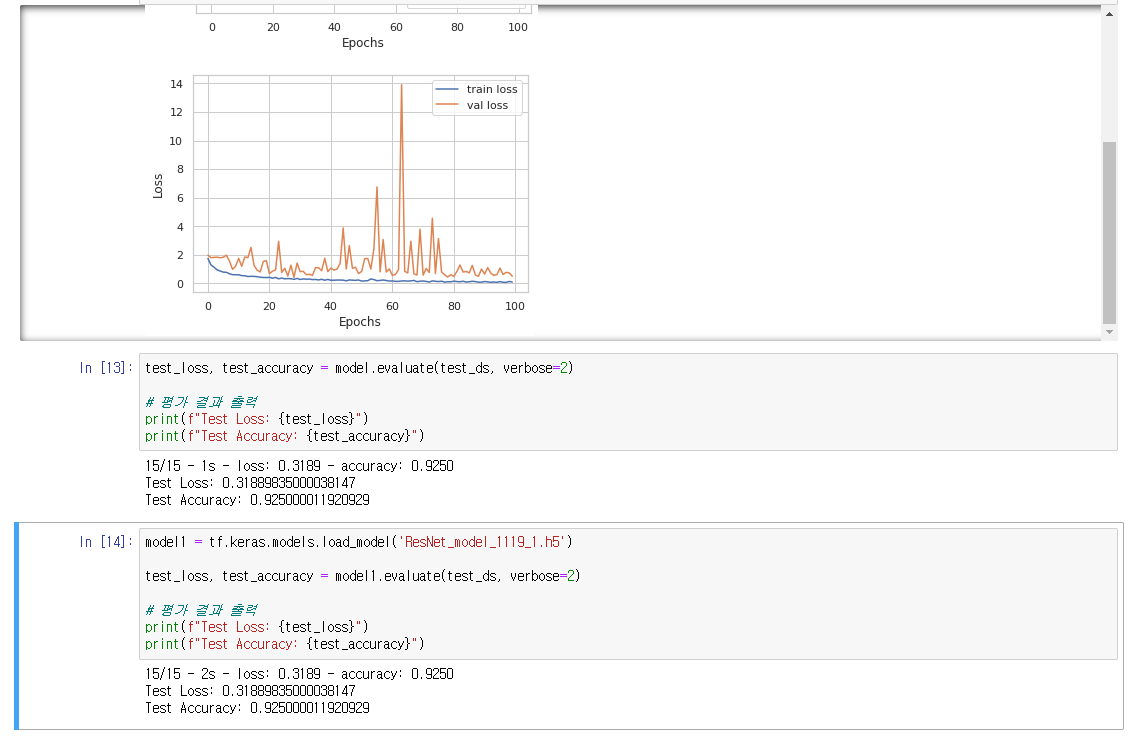 0 20 40 60 80 100
Epochs
14
12
10
8
6
4
2
0
Loss
train loss
val loss
0 20 40 60 80 100
Epochs
In [13]:
test_loss, test_accuracy = model.evaluate(test_ds, verbose=2)
# 평가 결과 출력
print(f"Test Loss: {test_loss}")
print(f"Test Accuracy: {test_accuracy}")
15/15 - 1s - loss: 0.3189 - accuracy: 0.9250
Test Loss: 0.31889835000038147
Test Accuracy: 0.925000011920929
In [14]:
model1 = tf.keras.models.load_model('ResNet_model_1119_1.h5')
test_loss, test_accuracy = model1.evaluate(test_ds, verbose=2)
# 평가 결과 출력
print(f"Test Loss: {test_loss}")
print(f"Test Accuracy: {test_accuracy}")
15/15 - 2s - loss: 0.3189 - accuracy: 0.9250
Test Loss: 0.31889835000038147
Test Accuracy: 0.925000011920929